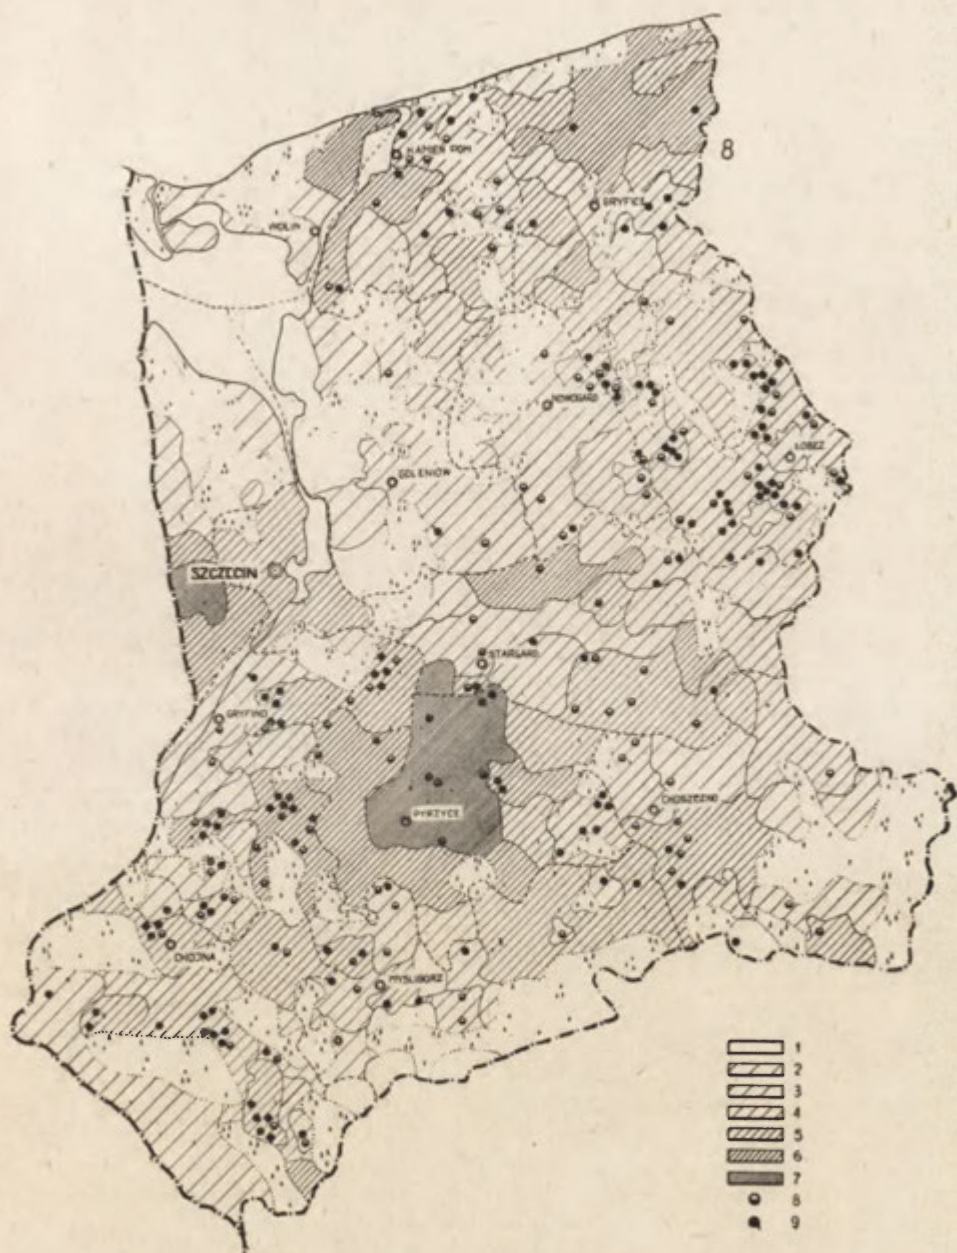 8
KAMIEŃ POM
GRYFICE
WOLIN
NOWOGARD
ŁOBEZ
GOLENIÓW
SZCZECIN
STARGARD
GRYFINO
CHOSZCZNO
PYRZYCE
CHOJNA
MYŚLIBÓRZ
1
2
3
4
5
6
7
8
9